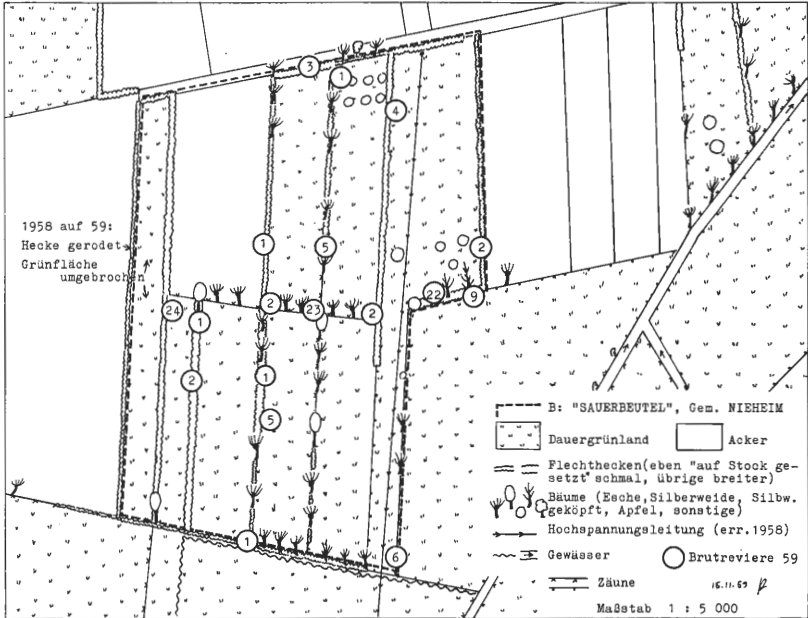 3
1
4
1958 auf 59:
Hecke gerodet
Grünfläche
umgebrochen
1
5
2
22
9
24
1
2
23
2
2
1
5
1
6
B: "SAUERBEUTEL", Gem. NIEHEIM
Dauergrünland
Acker
Flechthecken(eben "auf Stock ge-
setzt" schmal, übrige breiter)
Bäume (Esche,Silberweide, Silbw.
geköpft, Apfel, sonstige)
Hochspannungsleitung (err.1958)
Gewässer
Brutreviere 59
Zäune
15.11.59
Maßstab 1 : 5 000